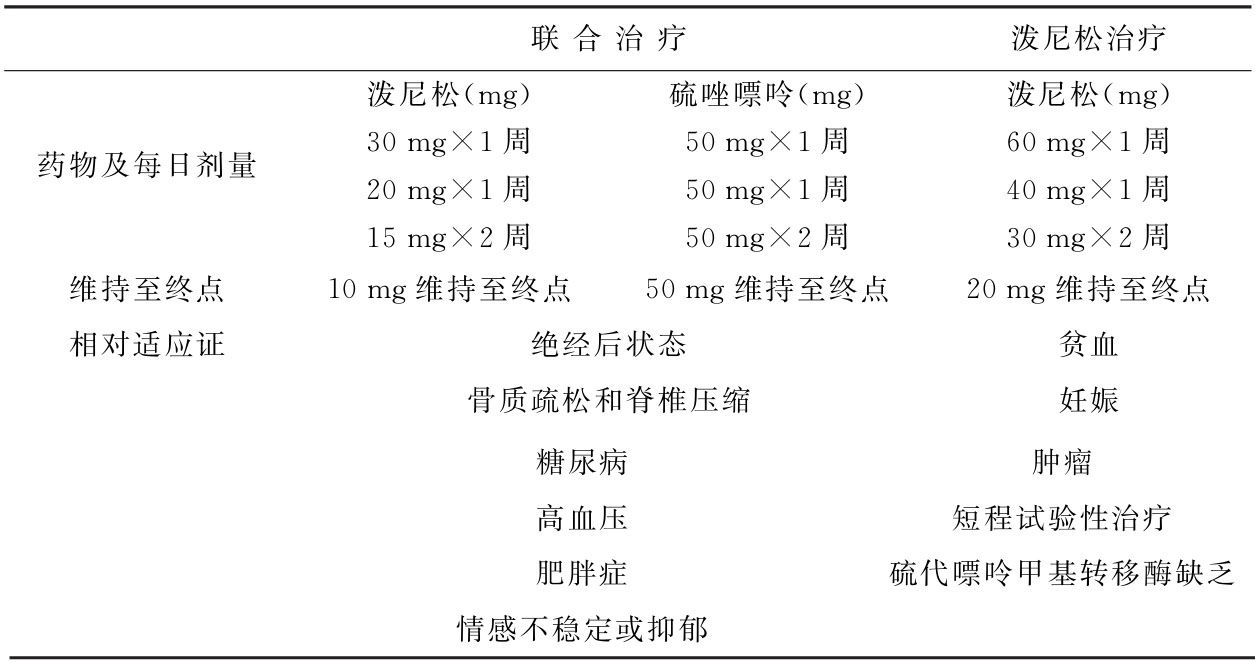 联合治疗 泼尼松治疗
泼尼松(mg) 硫唑嘌呤(mg) 泼尼松(mg)
30 mg×1周 50 mg×1周 60 mg×1周
药物及每日剂量
20 mg×1周 50 mg×1周 40 mg×1周
15 mg×2周 50 mg×2周 30 mg×2周
维持至终点 10 mg维持至终点 50 mg维持至终点 20 mg维持至终点
相对适应证 绝经后状态 贫血
骨质疏松和脊椎压缩 妊娠
糖尿病 肿瘤
高血压 短程试验性治疗
肥胖症 硫代嘌呤甲基转移酶缺乏
情感不稳定或抑郁